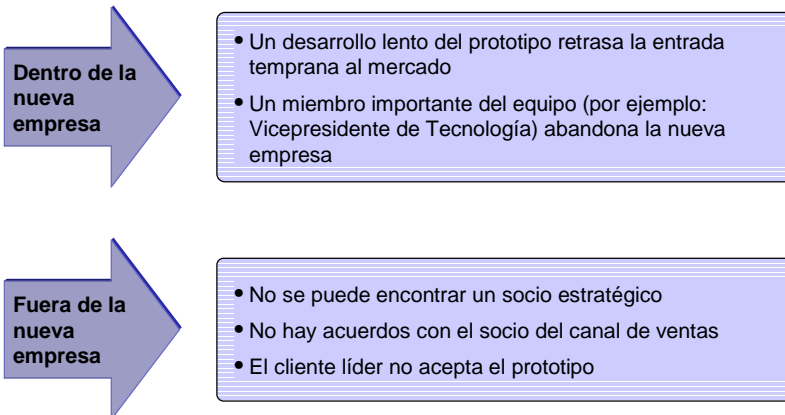 Dentro de la
nueva
empresa
• Un desarrollo lento del prototipo retrasa la entrada
temprana al mercado
• Un miembro importante del equipo (por ejemplo:
Vicepresidente de Tecnología) abandona la nueva
empresa
Fuera de la
nueva
empresa
• No se puede encontrar un socio estratégico
• No hay acuerdos con el socio del canal de ventas
• El cliente líder no acepta el prototipo